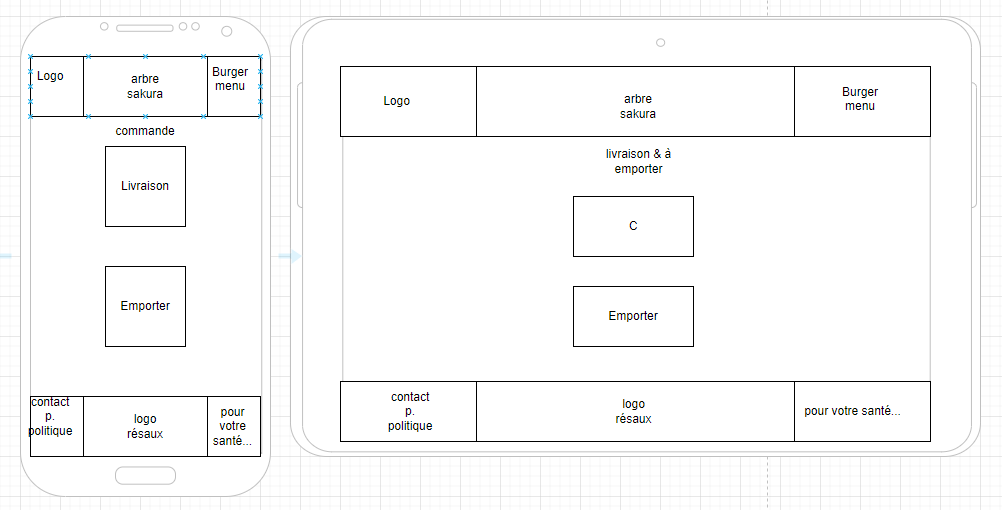 Logo
arbre
sakura
Burger
menu
commande
Livraison
Emporter
contact
p.
politique
logo
résaux
pour
votre
santé...
Logo
arbre
sakura
Burger
menu
livraison & à
emporter
C
Emporter
contact
p.
politique
logo
résaux
pour votre santé...